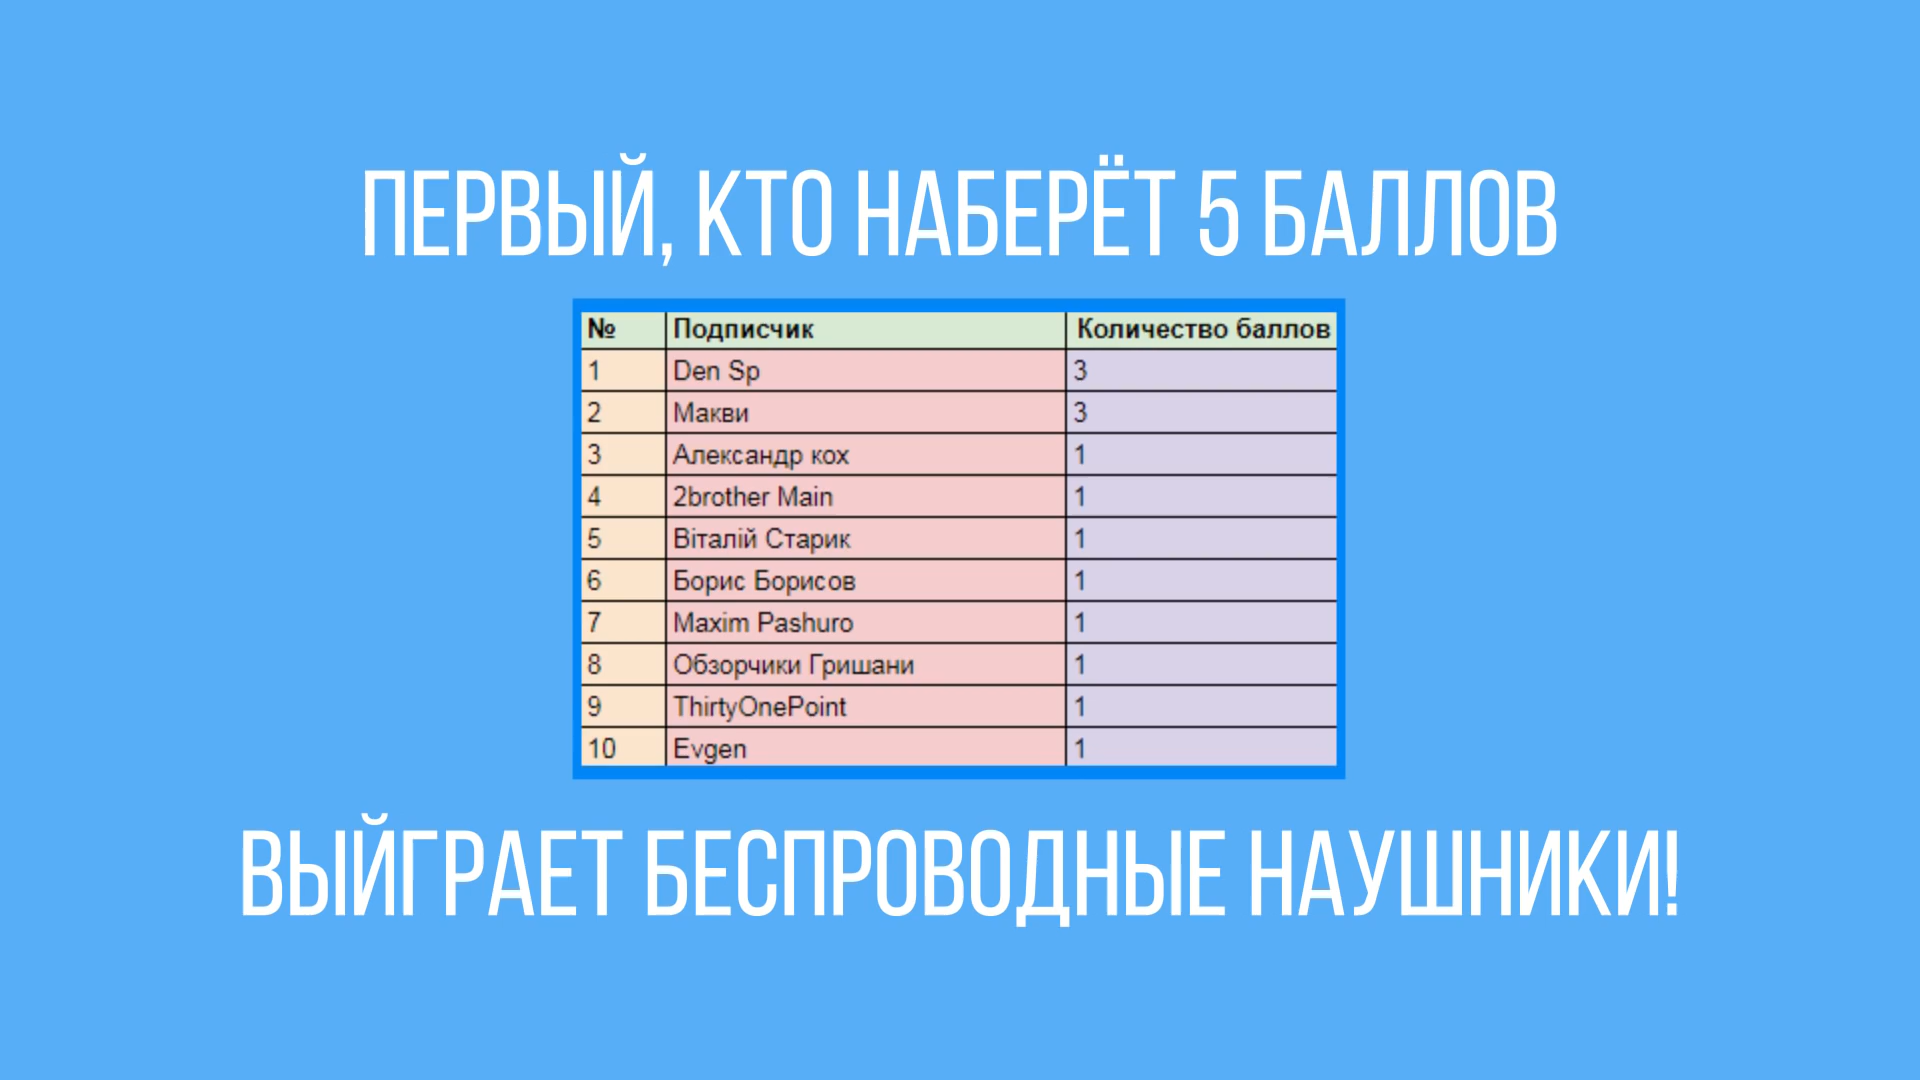 ПЕРВЫЙ, КТО НАБЕРЁТ 5 БАЛЛОВ
№ Подписчик Количество баллов
1 Den Sp 3
2 Макви 3
3 Александр кох 1
4 2brother Main 1
5 Віталій Старик 1
6 Борис Борисов 1
7 Maxim Pashuro 1
8 Обзорчики Гришани 1
9 ThirtyOnePoint 1
10 Evgen 1
ВЫЙГРАЕТ БЕСПРОВОДНЫЕ НАУШНИКИ!